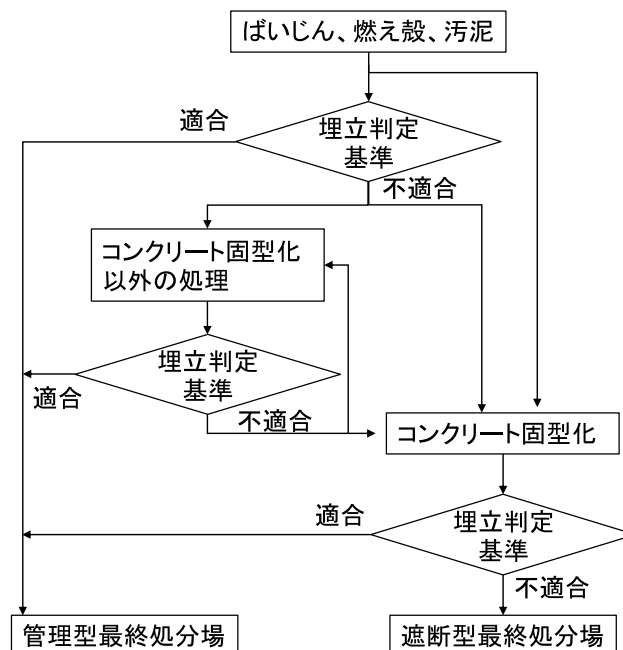 ばいじん、燃え殻、汚泥
適合
埋立判定
基準
不適合
コンクリート固型化
以外の処理
埋立判定
基準
適合
不適合
コンクリート固型化
適合
埋立判定
基準
不適合
管理型最終処分場
遮断型最終処分場